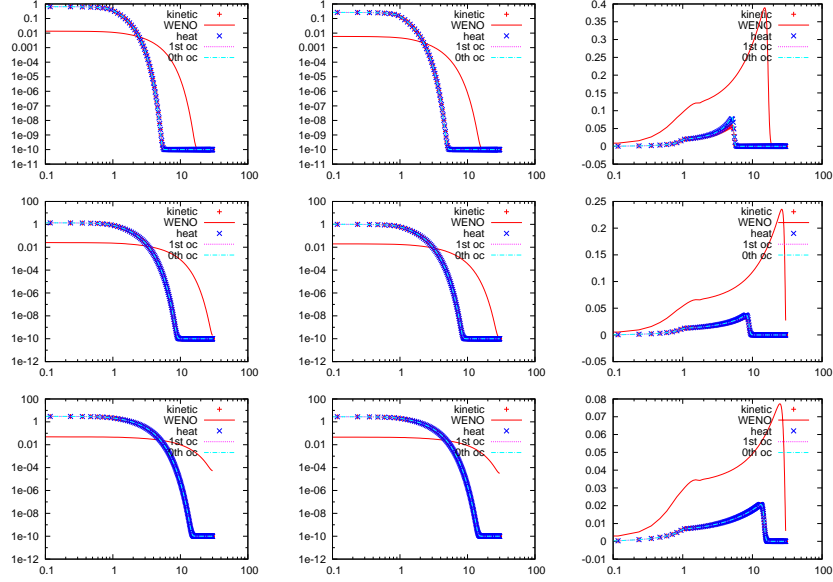 1
0.1
0.01
0.001
1e-04
1e-05
1e-06
1e-07
1e-08
1e-09
1e-10
1e-11
0.1 1 10 100
kinetic
WENO
heat
1st oc
0th oc
1
0.1
0.01
0.001
1e-04
1e-05
1e-06
1e-07
1e-08
1e-09
1e-10
1e-11
0.1 1 10 100
kinetic
WENO
heat
1st oc
0th oc
0.4
0.35
0.3
0.25
0.2
0.15
0.1
0.05
0
-0.05
0.1 1 10 100
kinetic
WENO
heat
1st oc
0th oc
100
1
0.01
1e-04
1e-06
1e-08
1e-10
1e-12
0.1 1 10 100
kinetic
WENO
heat
1st oc
0th oc
100
1
0.01
1e-04
1e-06
1e-08
1e-10
1e-12
0.1 1 10 100
kinetic
WENO
heat
1st oc
0th oc
0.25
0.2
0.15
0.1
0.05
0
-0.05
0.1 1 10 100
kinetic
WENO
heat
1st oc
0th oc
100
1
0.01
1e-04
1e-06
1e-08
1e-10
1e-12
0.1 1 10 100
kinetic
WENO
heat
1st oc
0th oc
100
1
0.01
1e-04
1e-06
1e-08
1e-10
1e-12
0.1 1 10 100
kinetic
WENO
heat
1st oc
0th oc
0.08
0.07
0.06
0.05
0.04
0.03
0.02
0.01
0
-0.01
0.1 1 10 100
kinetic
WENO
heat
1st oc
0th oc